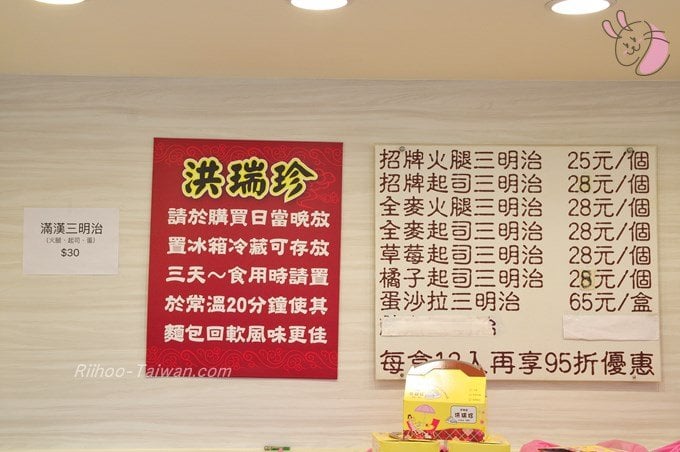 滿漢三明治
(火腿·起司·蛋)
$30
洪瑞珍
請於購買日當晚放
置冰箱冷藏可存放
三天～食用時請置
於常溫20分鐘使其
麵包回軟風味更佳
招牌火腿三明治 25元/個
招牌起司三明治 28元/個
全麥火腿三明治 28元/個
全麥起司三明治 28元/個
草莓起司三明治 28元/個
橘子起司三明治 28元/個
蛋沙拉三明治 65元/盒
每盒12入再享95折優惠
洪瑞珍
Riihoo-Taiwan.com